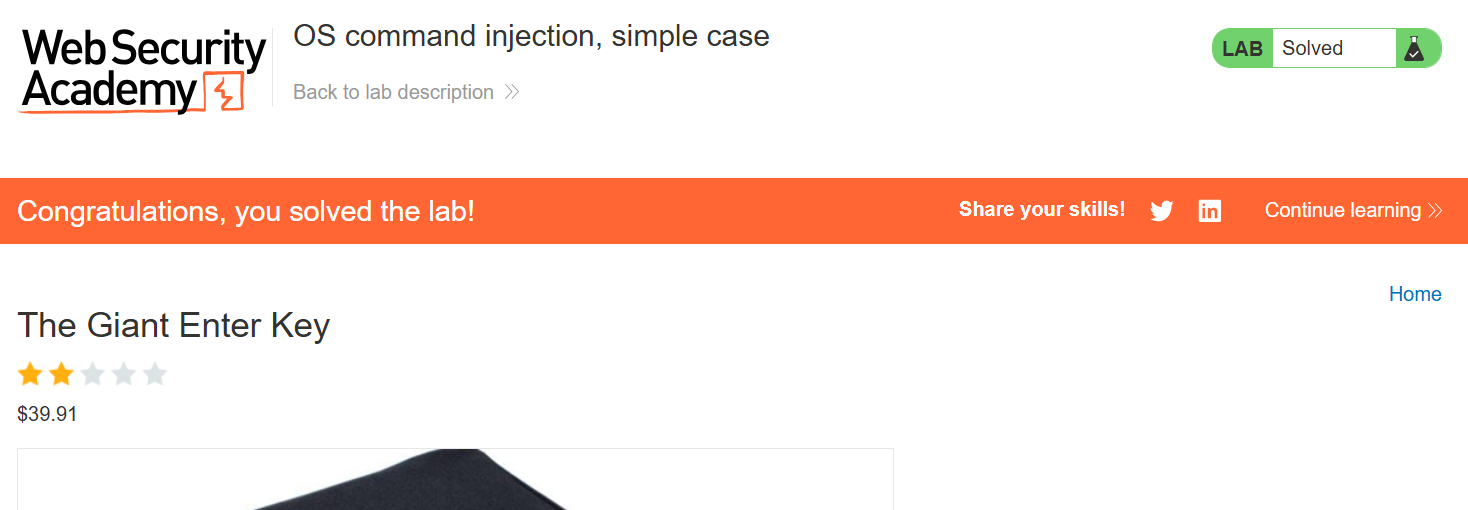 Web Security
Academy
OS command injection, simple case
Back to lab description
LAB Solved
Congratulations, you solved the lab!
Share your skills!
Continue learning
Home
The Giant Enter Key
$39.91